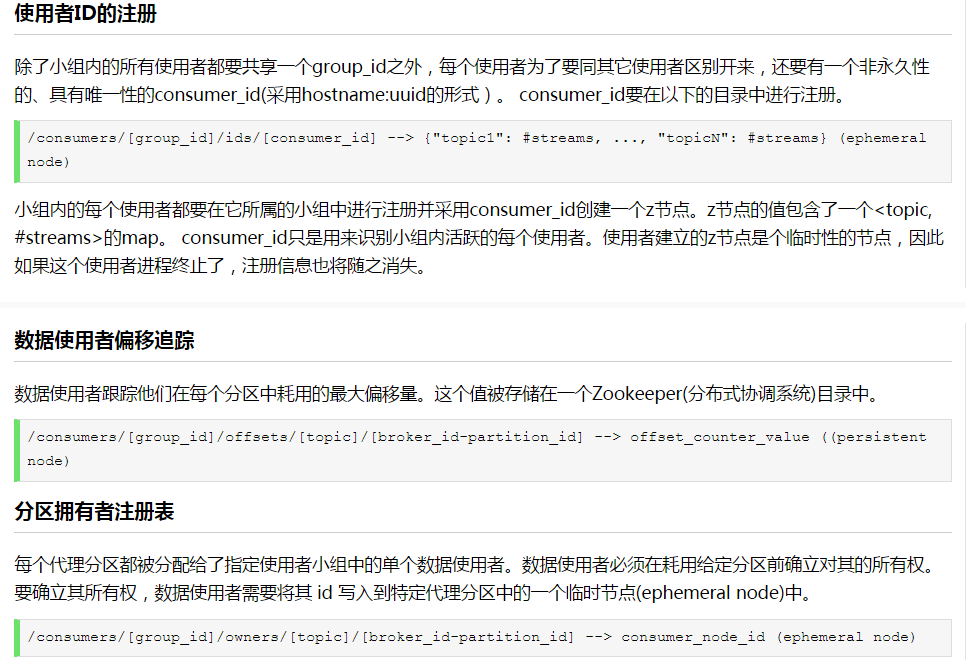 使用者ID的注册
除了小组内的所有使用者都要共享一个group_id之外，每个使用者为了要同其它使用者区别开来，还要有一个非永久性
的、具有唯一性的consumer_id(采用hostname:uuid的形式）。 consumer_id要在以下的目录中进行注册。
/consumers/[group_id]/ids/[consumer_id] --> {"topic1": #streams, ..., "topicN": #streams} (ephemeral
node)
小组内的每个使用者都要在它所属的小组中进行注册并采用consumer_id创建一个z节点。z节点的值包含了一个<topic,
#streams>的map。 consumer_id只是用来识别小组内活跃的每个使用者。使用者建立的z节点是个临时性的节点，因此
如果这个使用者进程终止了，注册信息也将随之消失。
数据使用者偏移追踪
数据使用者跟踪他们在每个分区中耗用的最大偏移量。这个值被存储在一个Zookeeper(分布式协调系统)目录中。
/consumers/[group_id]/offsets/[topic]/[broker_id-partition_id] --> offset_counter_value ((persistent
node)
分区拥有者注册表
每个代理分区都被分配给了指定使用者小组中的单个数据使用者。数据使用者必须在耗用给定分区前确立对其的所有权。
要确立其所有权，数据使用者需要将其 id 写入到特定代理分区中的一个临时节点(ephemeral node)中。
/consumers/[group_id]/owners/[topic]/[broker_id-partition_id] --> consumer_node_id (ephemeral node)